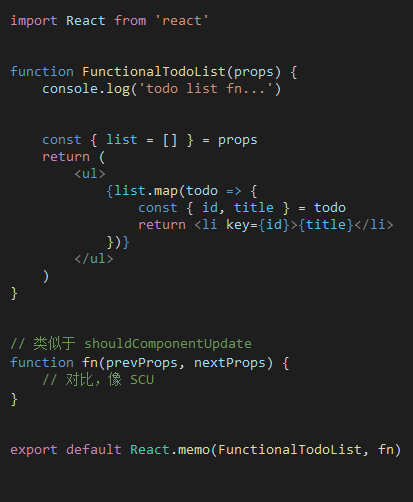 import React from 'react'
function FunctionalTodoList(props) {
    console.log('todo list fn...')
    const { list = [] } = props
    return (
        <ul>
            {list.map(todo => {
                const { id, title } = todo
                return <li key={id}>{title}</li>
            })}
        </ul>
    )
}
// 类似于 shouldComponentUpdate
function fn(prevProps, nextProps) {
    // 对比，像 SCU
}
export default React.memo(FunctionalTodoList, fn)